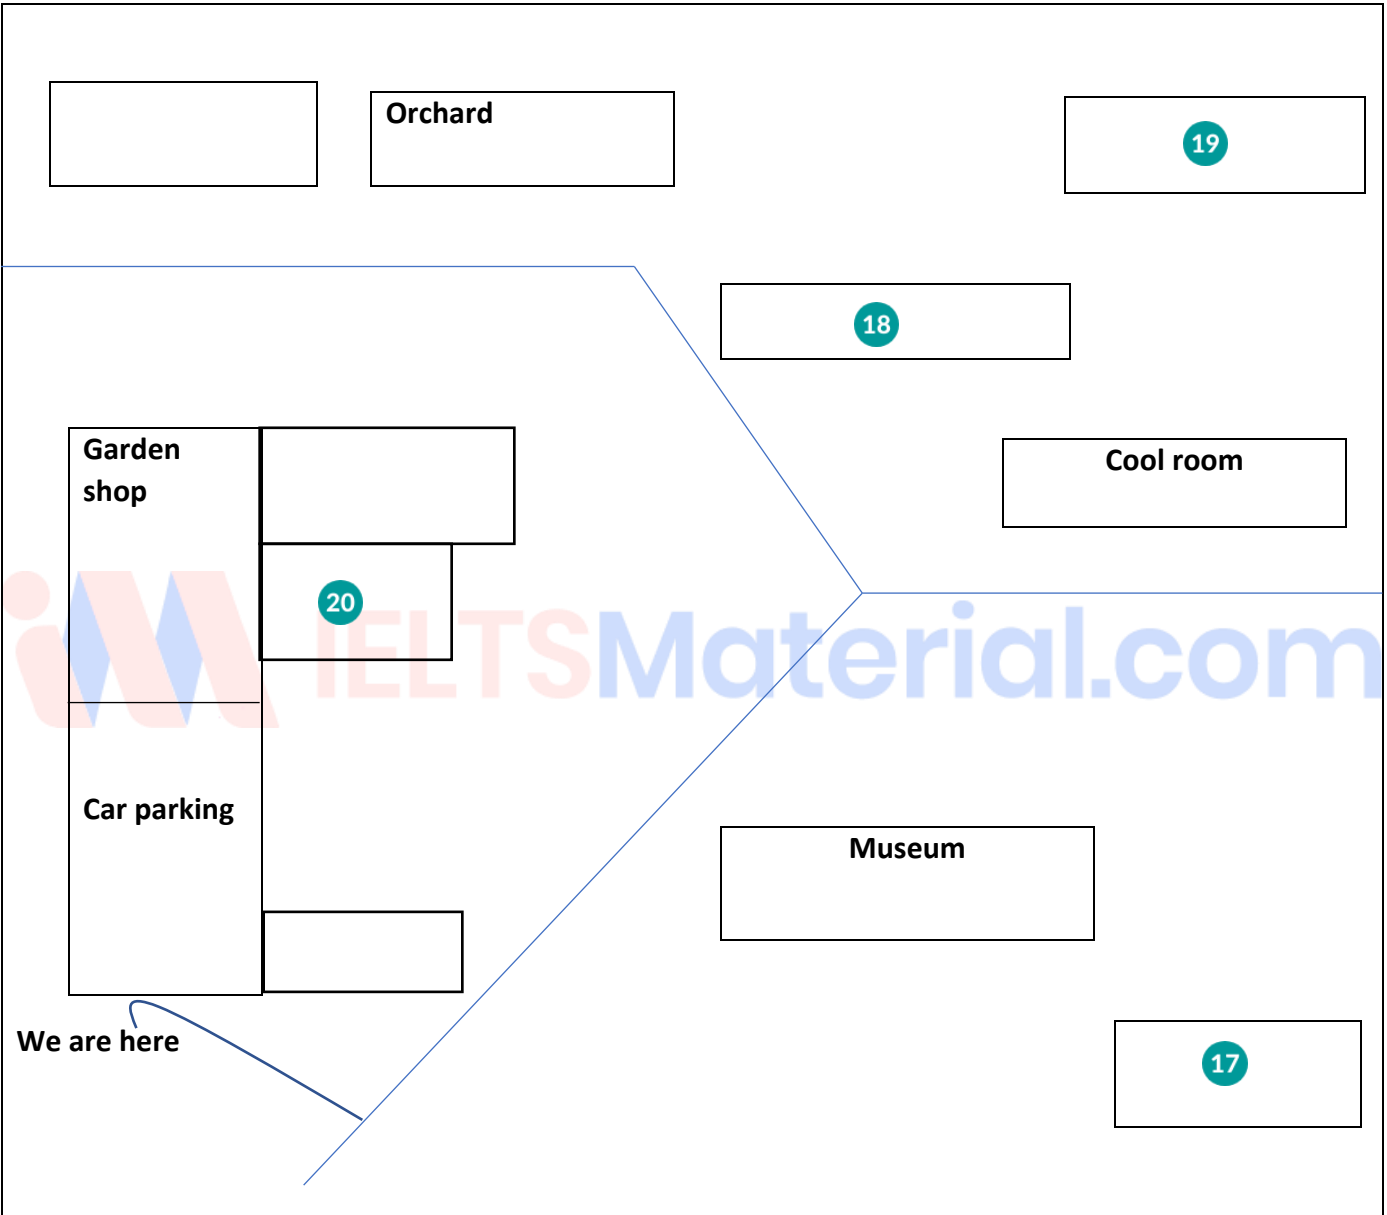 Orchard
19
18
Garden
shop
Cool room
20
IELTSMaterial.com
Car parking
Museum
We are here
17